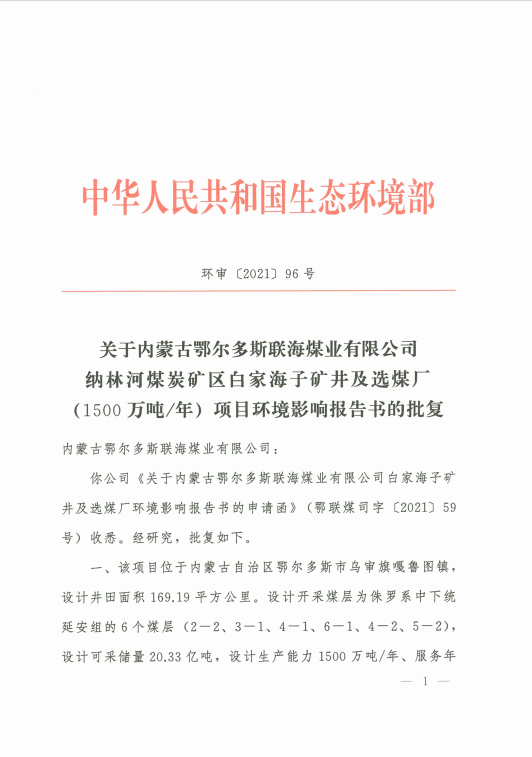 中华人民共和国生态环境部
环审〔2021〕96号
关于内蒙古鄂尔多斯联海煤业有限公司
纳林河煤炭矿区白家海子矿井及选煤厂
（1500万吨/年）项目环境影响报告书的批复
内蒙古鄂尔多斯联海煤业有限公司：
你公司《关于内蒙古鄂尔多斯联海煤业有限公司白家海子矿
井及选煤厂环境影响报告书的申请函》（鄂联煤司字〔2021〕59
号）收悉。经研究，批复如下。
一、该项目位于内蒙古自治区鄂尔多斯市乌审旗嘎鲁图镇，
设计井田面积169.19平方公里。设计开采煤层为侏罗系中下统
延安组的6个煤层（2－2、3－1、4－1、6－1、4－2、5－2），
设计可采储量20.33亿吨，设计生产能力1500万吨/年、服务年
— 1 —